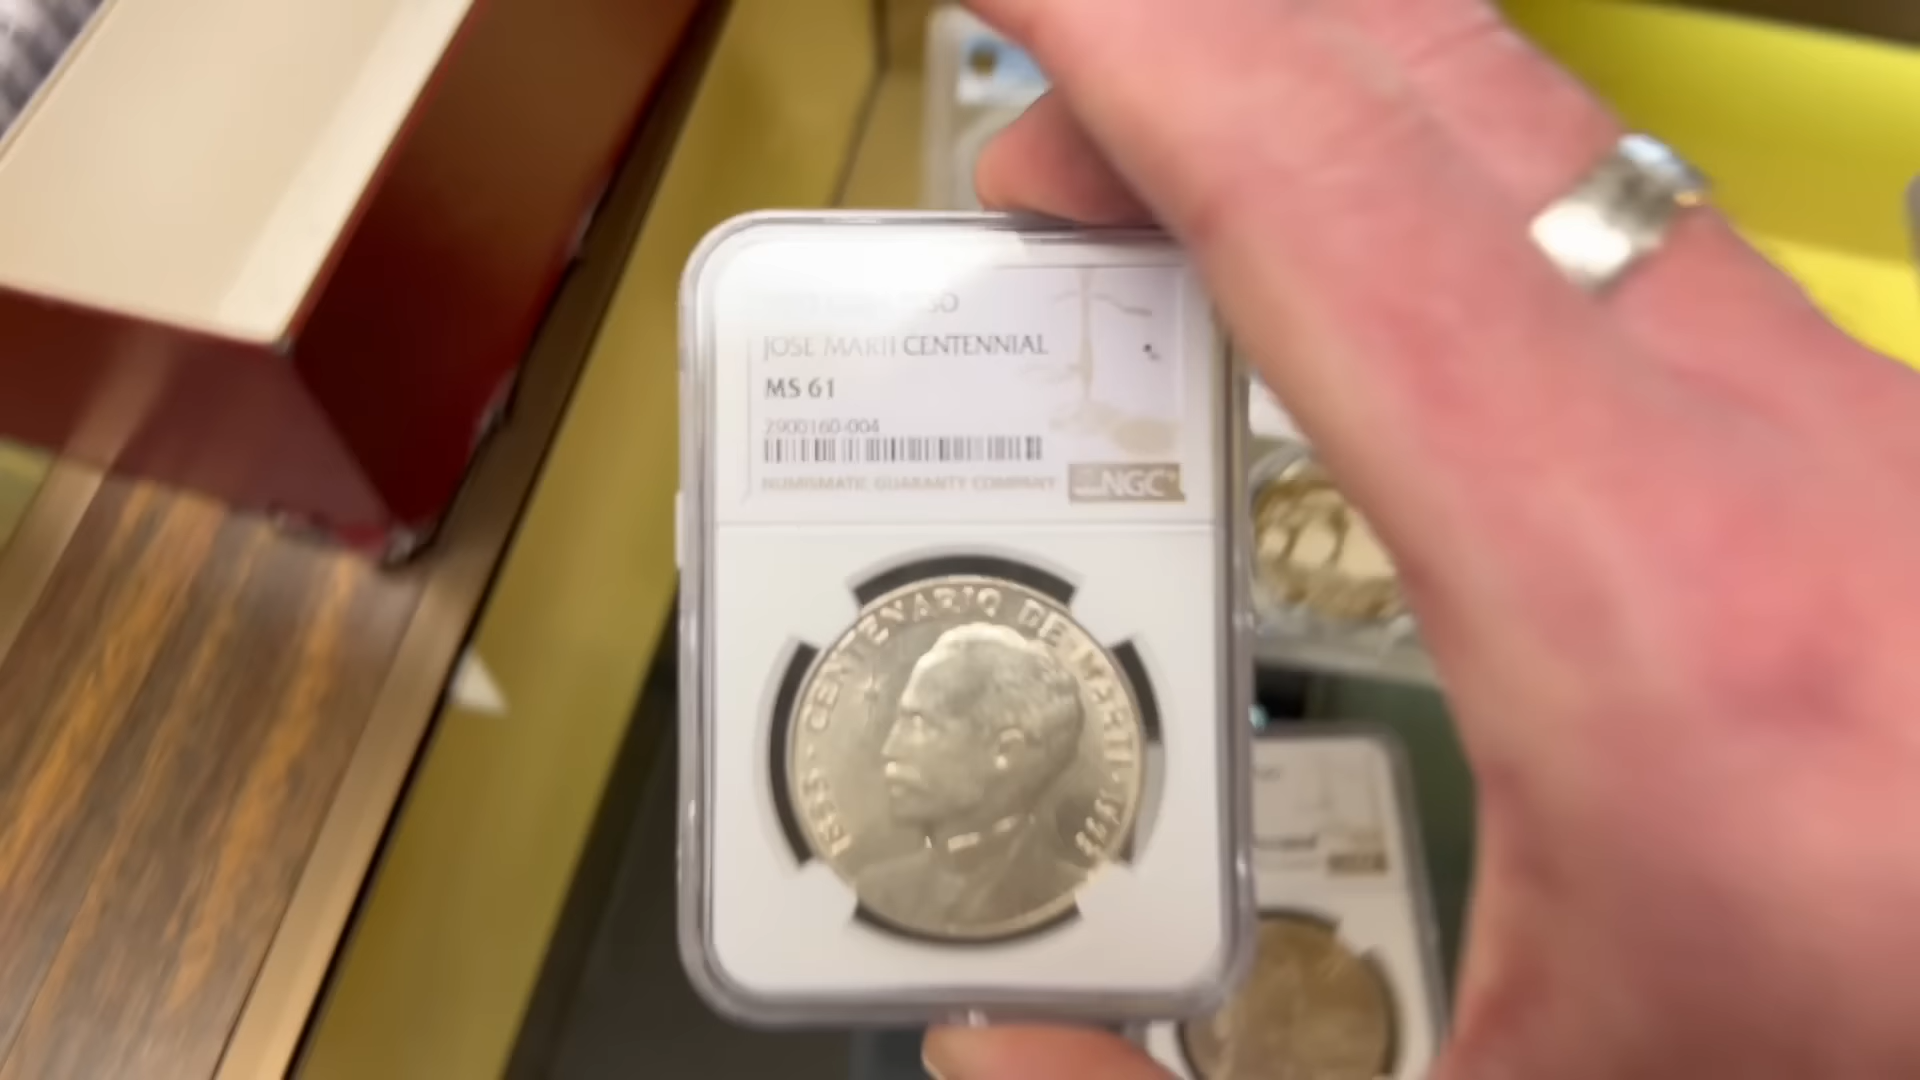 JOSE MARTI CENTENNIAL
MS 61
2900160-004
NUMISMATIC GUARANTY COMPANY
NGC
CENTENARIO DE MARTI